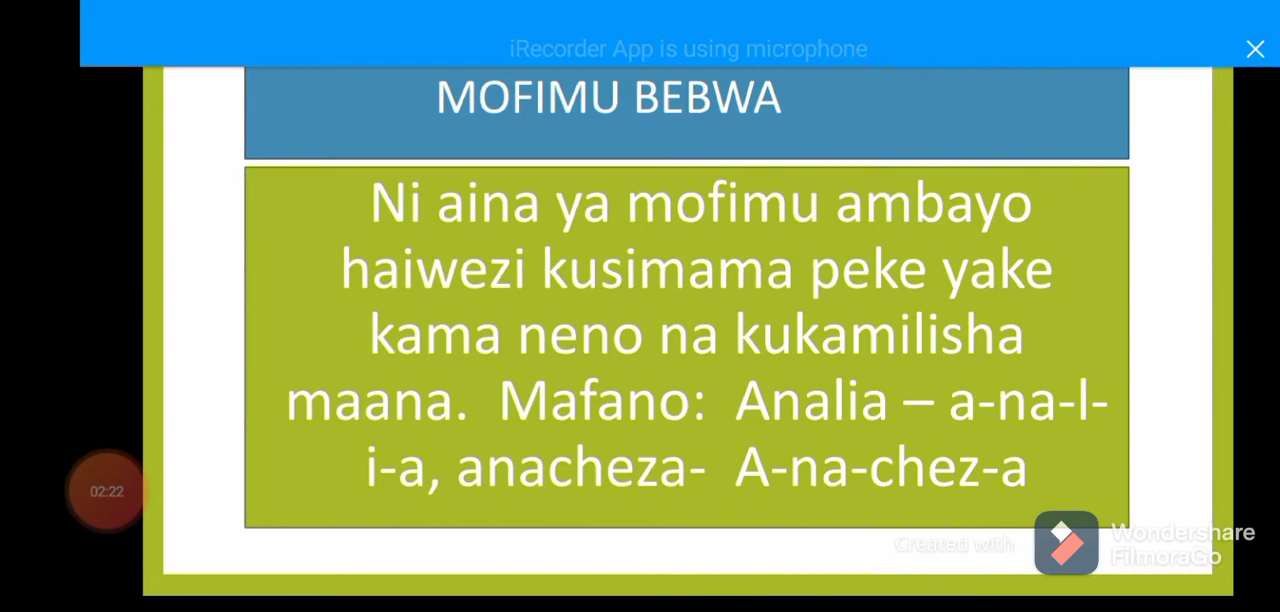 iRecorder App is using microphone
MOFIMU BEBWA
Ni aina ya mofimu ambayo
haiwezi kusimama peke yake
kama neno na kukamilisha
maana. Mafano: Analia – a-na-l-
i-a, anacheza- A-na-chez-a
02:22
Created with
Wondershare
FilmoraGo